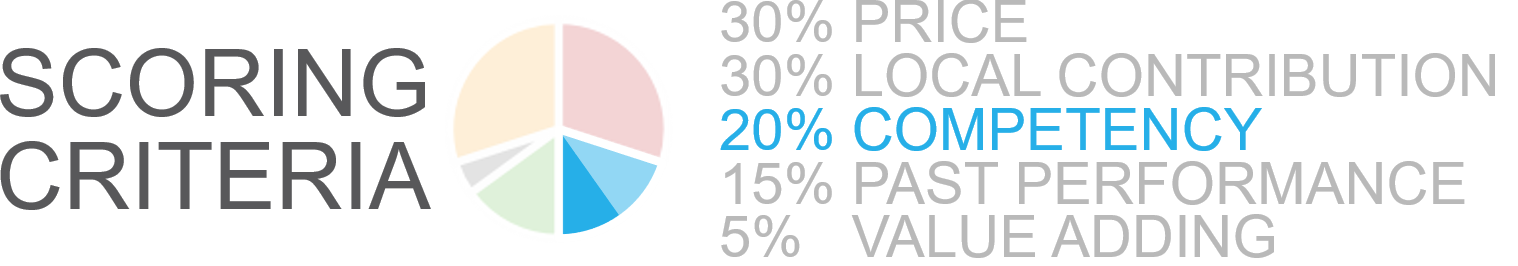 SCORING
CRITERIA
30% PRICE
30% LOCAL CONTRIBUTION
20% COMPETENCY
15% PAST PERFORMANCE
5% VALUE ADDING